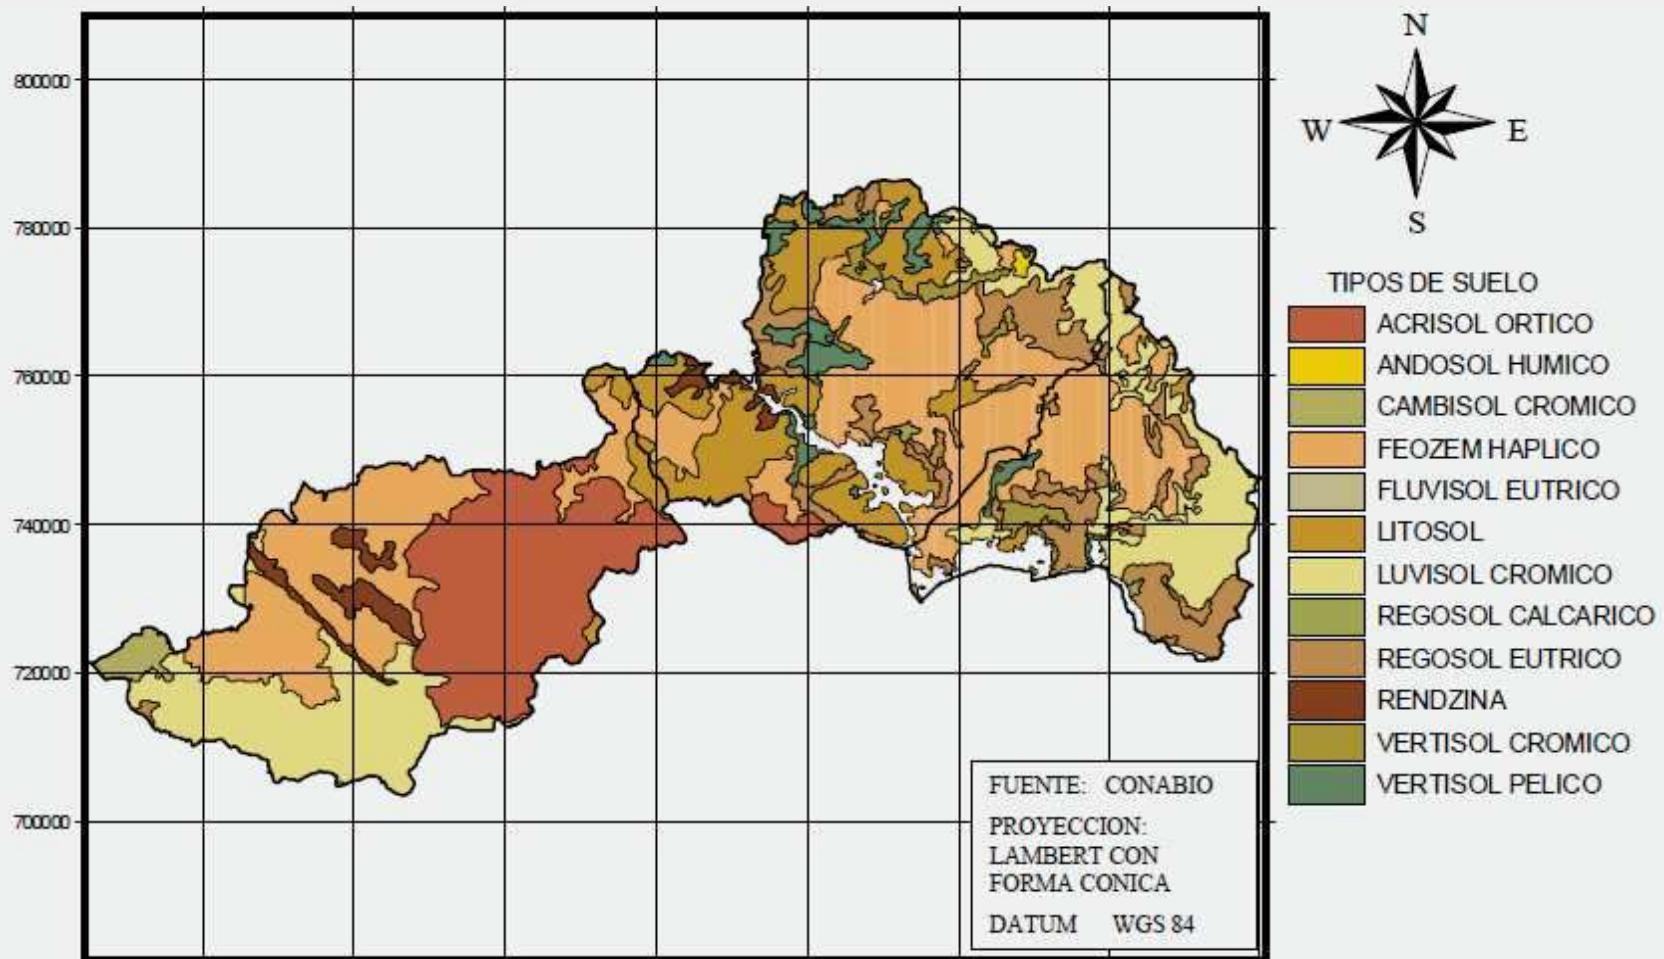 800000
780000
760000
740000
720000
700000
N
W
E
S
TIPOS DE SUELO
ACRISOL ORTICO
ANDOSOL HUMICO
CAMBISOL CROMICO
FEOZEM HAPLICO
FLUVISOL EUTRICO
LITOSOL
LUVISOL CROMICO
REGOSOL CALCARICO
REGOSOL EUTRICO
RENDZINA
VERTISOL CROMICO
VERTISOL PELICO
FUENTE: CONABIO
PROYECCION:
LAMBERT CON
FORMA CONICA
DATUM WGS 84